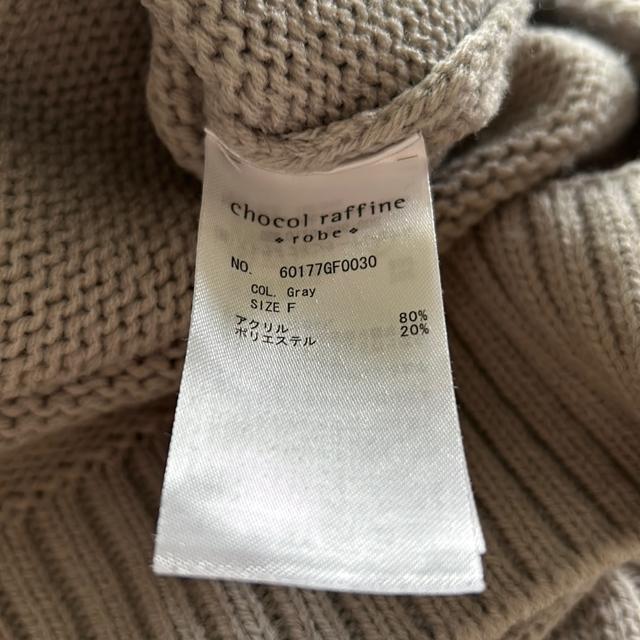 chocol raffine
robe
NO. 60177GF0030
COL. Gray
SIZE F
アクリル 80%
ポリエステル 20%